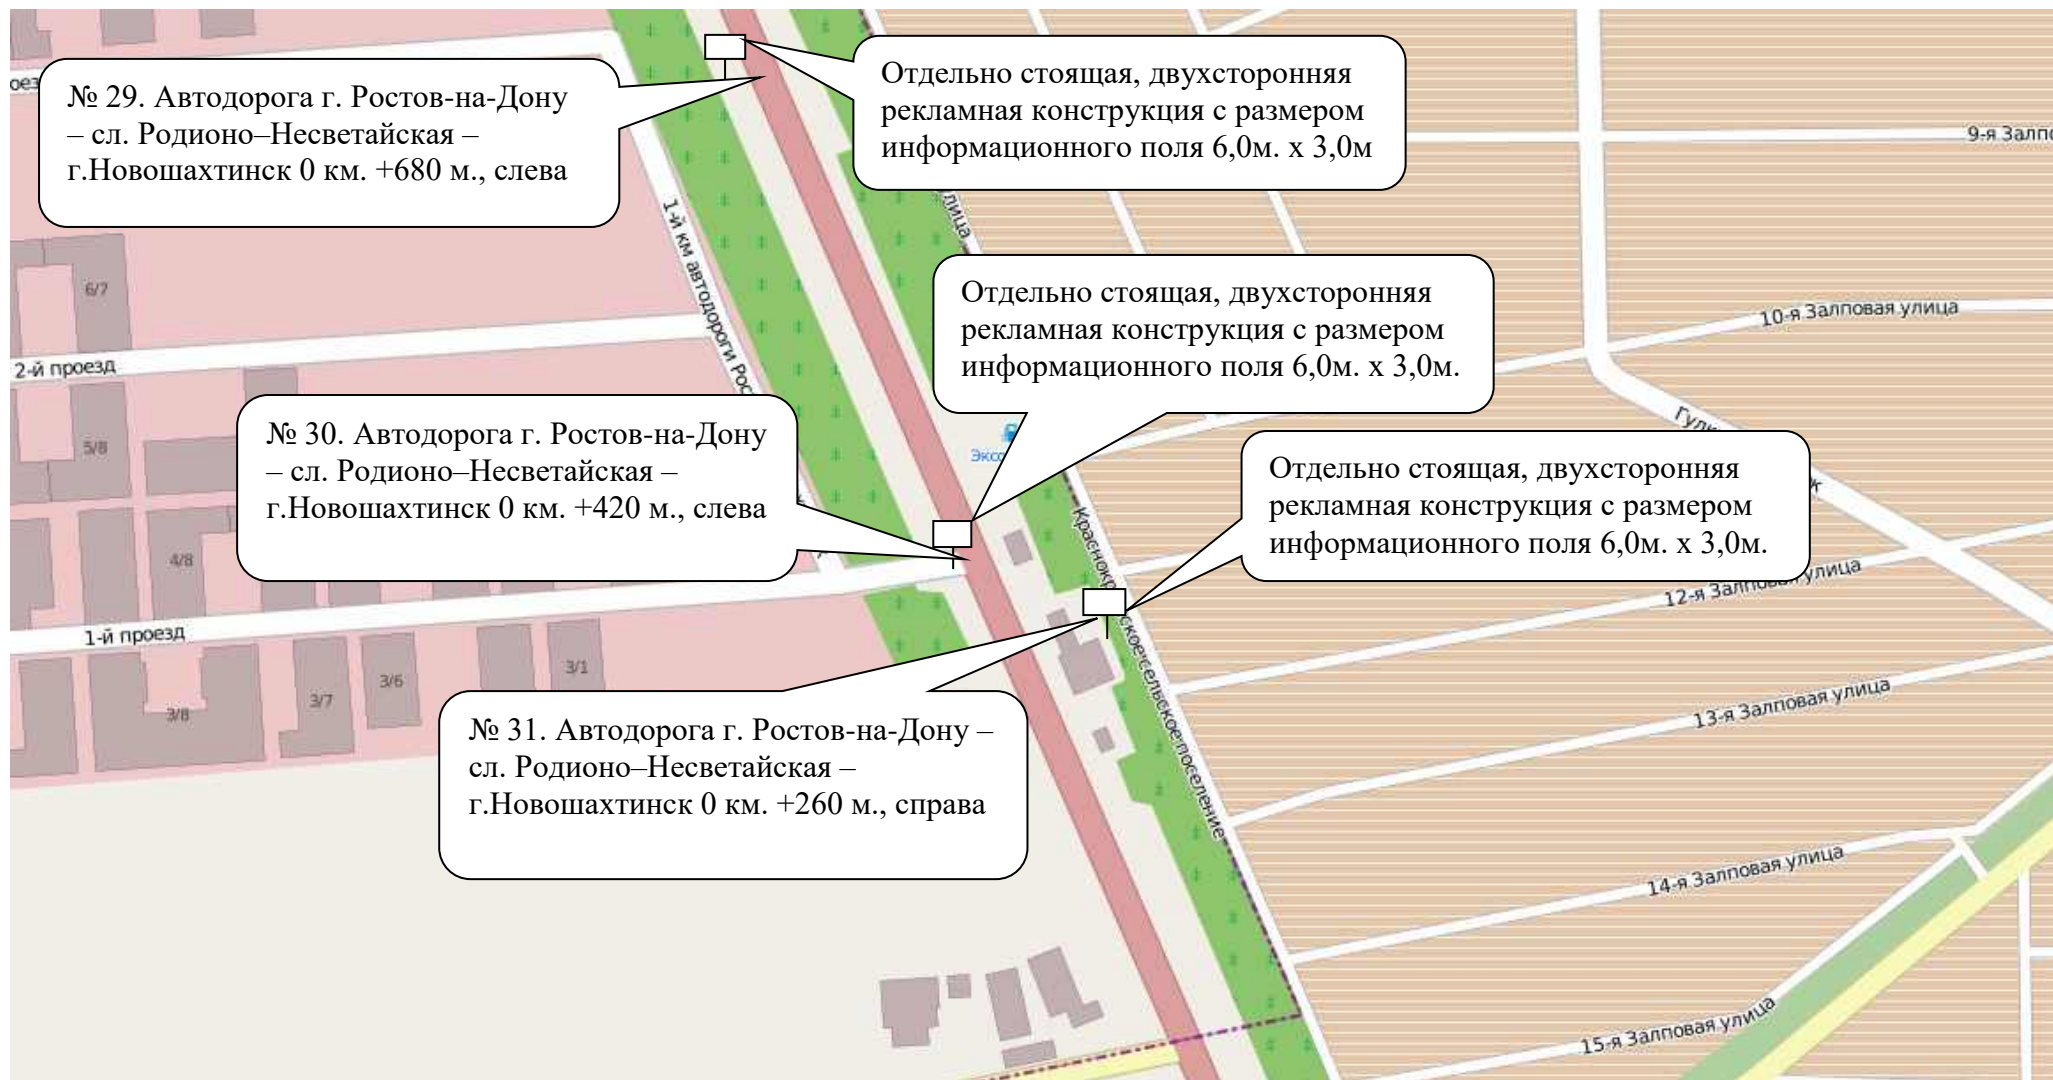 № 29. Автодорога г. Ростов-на-Дону
– сл. Родионо–Несветайская –
г.Новошахтинск 0 км. +680 м., слева
Отдельно стоящая, двухсторонняя
рекламная конструкция с размером
информационного поля 6,0м. х 3,0м
9-я
улица
1-й км автодороги
6/7
Отдельно стоящая, двухсторонняя
рекламная конструкция с размером
информационного поля 6,0м. х 3,0м.
10-я Залповая улица
2-й проезд
5/8
№ 30. Автодорога г. Ростов-на-Дону
– сл. Родионо–Несветайская –
г.Новошахтинск 0 км. +420 м., слева
Отдельно стоящая, двухсторонняя
рекламная конструкция с размером
информационного поля 6,0м. х 3,0м.
4/8
12-я Залповая улица
1-й проезд
3/1
3/6
3/7
3/8
сельское поселение
13-я Залповая улица
№ 31. Автодорога г. Ростов-на-Дону –
сл. Родионо–Несветайская –
г.Новошахтинск 0 км. +260 м., справа
14-я Залповая улица
15-я Залповая улица